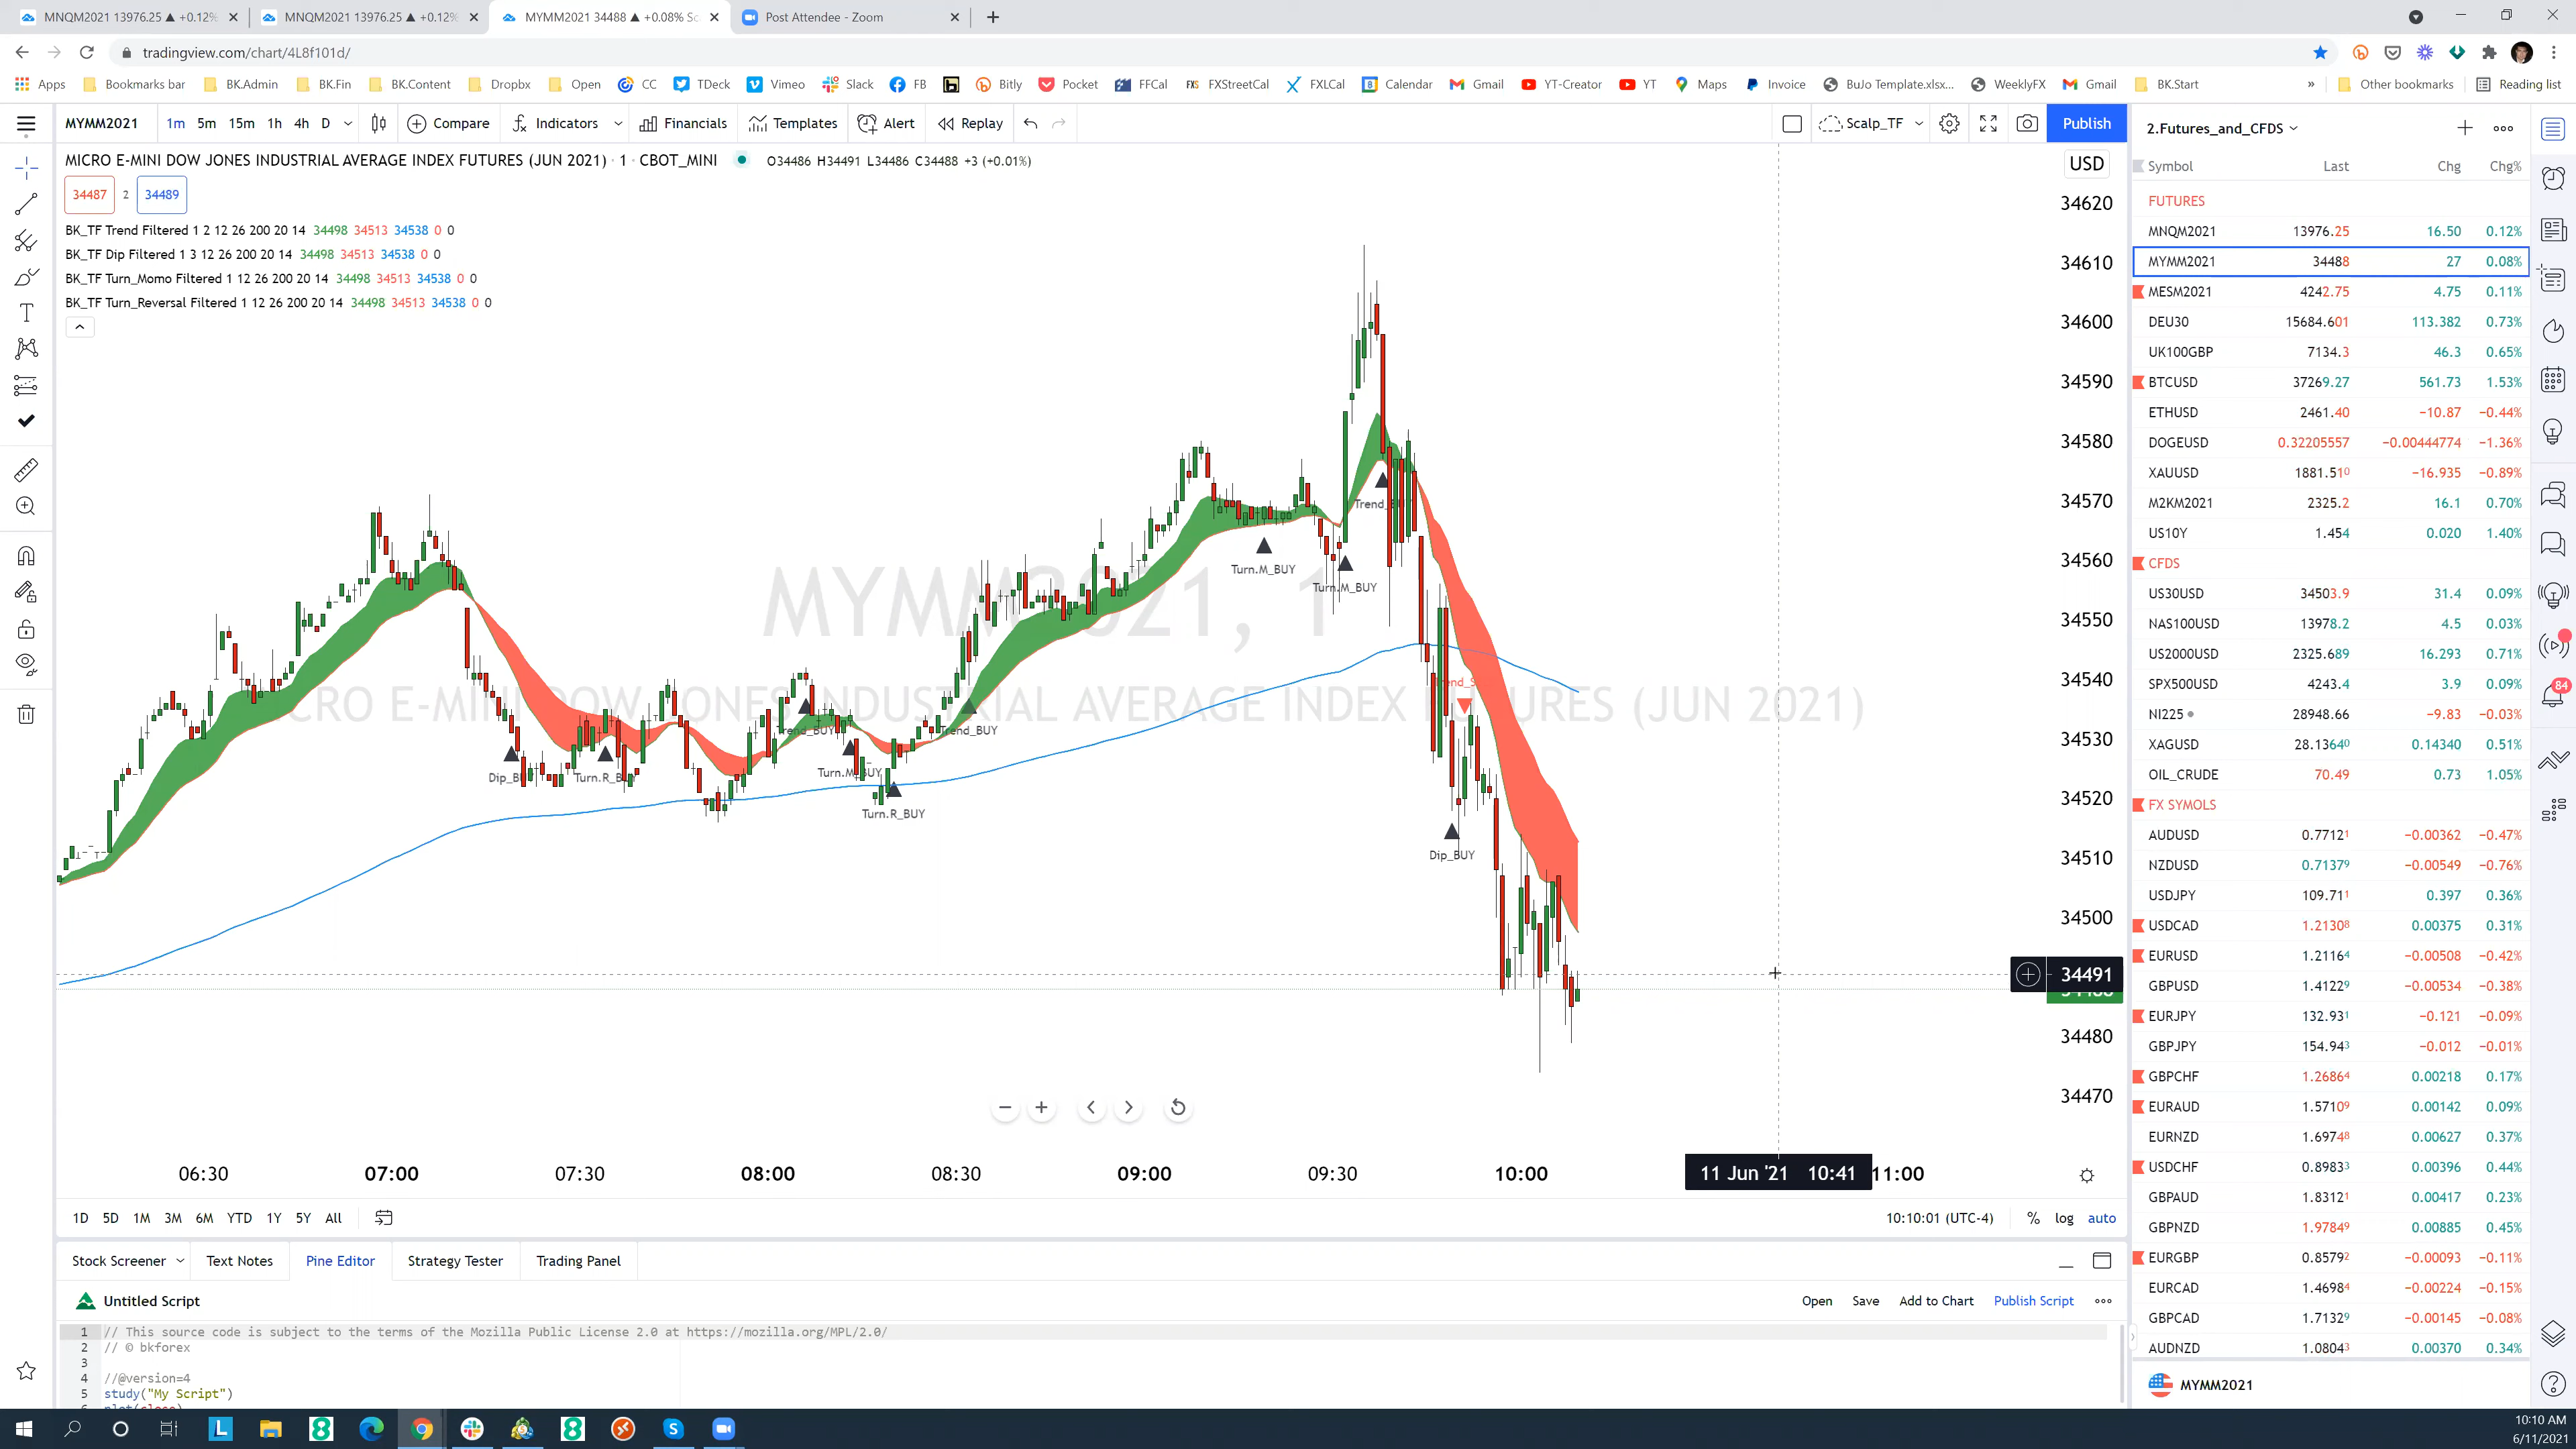 MNQM2021 13976.25 ▲ +0.12%
MNQM2021 13976.25 ▲ +0.12%
MYMM2021 34488 ▲ +0.08% Sc
Post Attendee - Zoom
tradingview.com/chart/4L8f101d/
Apps Bookmarks bar BK.Admin BK.Fin BK.Content Dropbx Open CC TDeck Vimeo Slack FB Bitly Pocket FFCal FXStreetCal FXLCal Calendar Gmail YT-Creator YT Maps Invoice BuJo Template.xlsx... WeeklyFX Gmail BK.Start » Other bookmarks Reading list
MYMM2021 1m 5m 15m 1h 4h D Compare Indicators Financials Templates Alert Replay Scalp_TF Publish
MICRO E-MINI DOW JONES INDUSTRIAL AVERAGE INDEX FUTURES (JUN 2021) · 1 · CBOT_MINI O34486 H34491 L34486 C34488 +3 (+0.01%)
34487 2 34489
BK_TF Trend Filtered 1 2 12 26 200 20 14 34498 34513 34538 0 0
BK_TF Dip Filtered 1 3 12 26 200 20 14 34498 34513 34538 0 0
BK_TF Turn_Momo Filtered 1 12 26 200 20 14 34498 34513 34538 0 0
BK_TF Turn_Reversal Filtered 1 12 26 200 20 14 34498 34513 34538 0 0
USD
34620
34610
34600
34590
34580
34570
34560
34550
34540
34530
34520
34510
34500
34491
34480
34470
MYMM2021, 1
MICRO E-MINI DOW JONES INDUSTRIAL AVERAGE INDEX FUTURES (JUN 2021)
Turn.M_BUY
Turn.M_BUY
Trend_BUY
Trend_BUY
Turn.M_BUY
Turn.R_BUY
Turn.R_BUY
Dip_BUY
06:30 07:00 07:30 08:00 08:30 09:00 09:30 10:00 11 Jun '21 10:41 11:00
1D 5D 1M 3M 6M YTD 1Y 5Y All
10:10:01 (UTC-4) % log auto
Stock Screener Text Notes Pine Editor Strategy Tester Trading Panel
Untitled Script Open Save Add to Chart Publish Script
1 // This source code is subject to the terms of the Mozilla Public License 2.0 at https://mozilla.org/MPL/2.0/
2 // © bkforex
3
4 //@version=4
5 study("My Script")
2.Futures_and_CFDS
Symbol Last Chg Chg%
FUTURES
MNQM2021 13976.25 16.50 0.12%
MYMM2021 34488 27 0.08%
MESM2021 4242.75 4.75 0.11%
DEU30 15684.601 113.382 0.73%
UK100GBP 7134.3 46.3 0.65%
BTCUSD 37269.27 561.73 1.53%
ETHUSD 2461.40 −10.87 −0.44%
DOGEUSD 0.32205557 −0.00444774 −1.36%
XAUUSD 1881.510 −16.935 −0.89%
M2KM2021 2325.2 16.1 0.70%
US10Y 1.454 0.020 1.40%
CFDS
US30USD 34503.9 31.4 0.09%
NAS100USD 13978.2 4.5 0.03%
US2000USD 2325.689 16.293 0.71%
SPX500USD 4243.4 3.9 0.09%
NI225 28948.66 −9.83 −0.03%
XAGUSD 28.13640 0.14340 0.51%
OIL_CRUDE 70.49 0.73 1.05%
FX SYMOLS
AUDUSD 0.77121 −0.00362 −0.47%
NZDUSD 0.71379 −0.00549 −0.76%
USDJPY 109.711 0.397 0.36%
USDCAD 1.21308 0.00375 0.31%
EURUSD 1.21164 −0.00508 −0.42%
GBPUSD 1.41229 −0.00534 −0.38%
EURJPY 132.931 −0.121 −0.09%
GBPJPY 154.943 −0.012 −0.01%
GBPCHF 1.26864 0.00218 0.17%
EURAUD 1.57109 0.00142 0.09%
EURNZD 1.69748 0.00627 0.37%
USDCHF 0.89833 0.00396 0.44%
GBPAUD 1.83121 0.00417 0.23%
GBPNZD 1.97849 0.00885 0.45%
EURGBP 0.85792 −0.00093 −0.11%
EURCAD 1.46984 −0.00224 −0.15%
GBPCAD 1.71329 −0.00145 −0.08%
AUDNZD 1.08043 0.00370 0.34%
MYMM2021
84
10:10 AM
6/11/2021